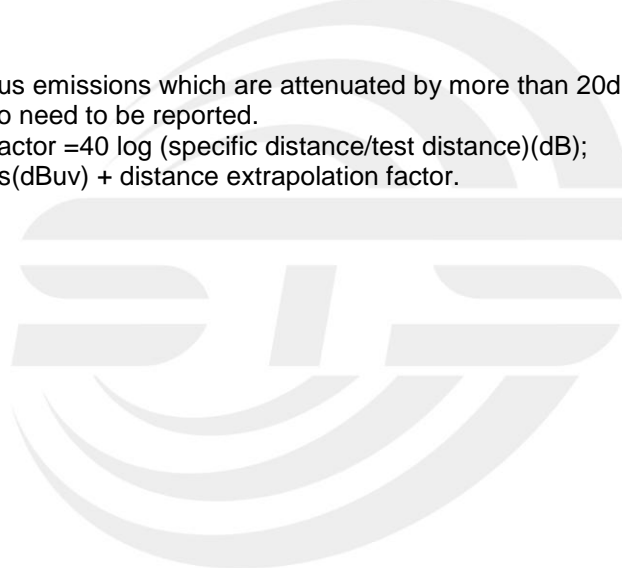 us emissions which are attenuated by more than 20d
o need to be reported.
actor =40 log (specific distance/test distance)(dB);
s(dBuv) + distance extrapolation factor.
STS